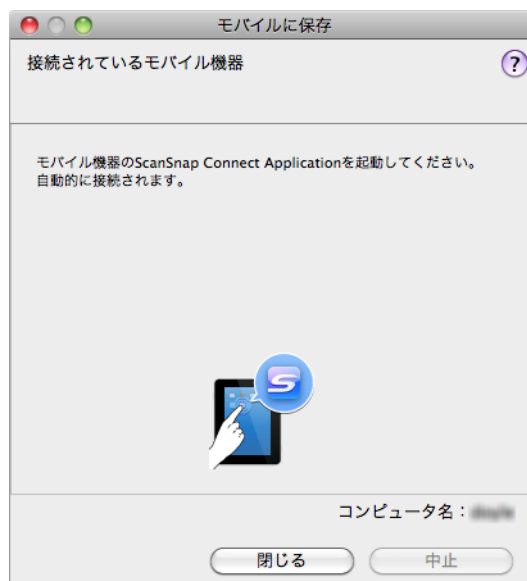 モバイルに保存
接続されているモバイル機器
?
モバイル機器のScanSnap Connect Applicationを起動してください。
自動的に接続されます。
S
コンピュータ名：
閉じる
中止